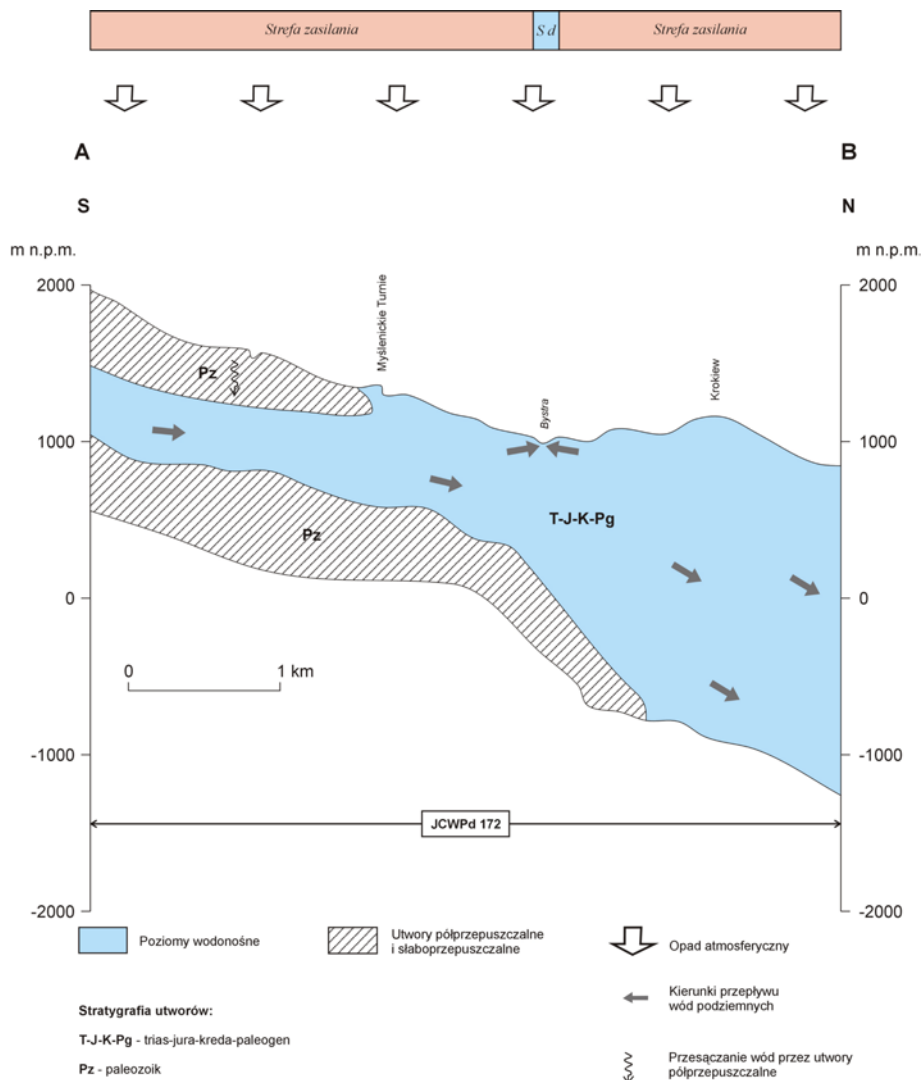 Strefa zasilania S d Strefa zasilania
A B
S N
m n.p.m. m n.p.m.
2000 2000
Myślenickie Turnie
Krokiew
Pz
Bystra
1000 1000
T-J-K-Pg
Pz
0 0
0 1 km
-1000 -1000
JCWPd 172
-2000 -2000
Poziomy wodonośne
Utwory półprzepuszczalne
i słaboprzepuszczalne
Opad atmosferyczny
Kierunki przepływu
wód podziemnych
Stratygrafia utworów:
T-J-K-Pg - trias-jura-kreda-paleogen
Pz - paleozoik
Przesączanie wód przez utwory
półprzepuszczalne